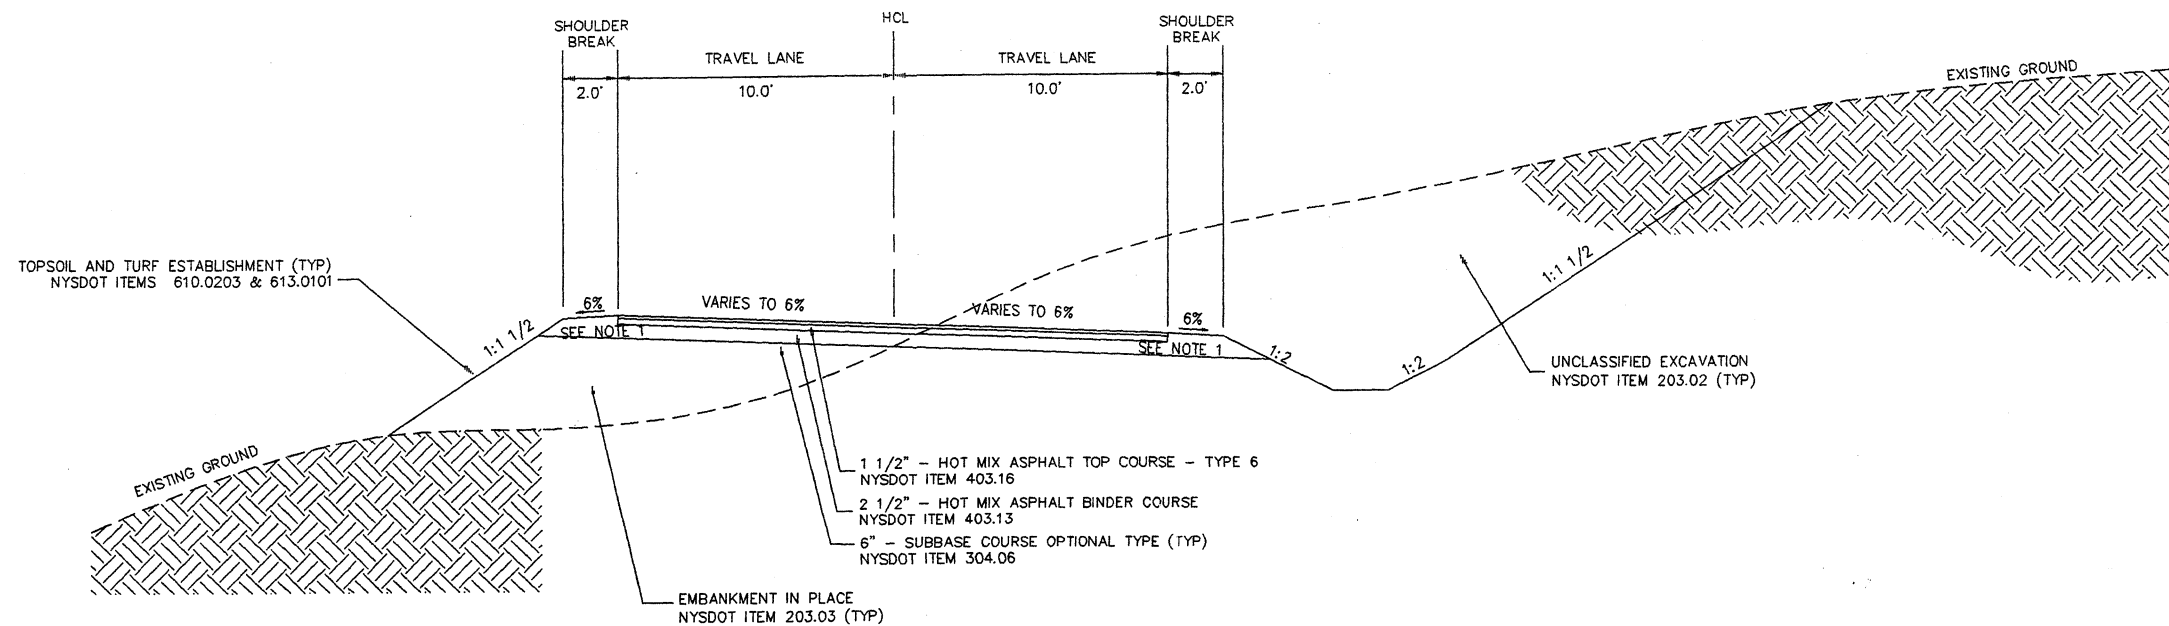 SHOULDER
BREAK
HCL
SHOULDER
BREAK
TRAVEL LANE
TRAVEL LANE
2.0'
10.0'
10.0'
2.0'
EXISTING GROUND
TOPSOIL AND TURF ESTABLISHMENT (TYP)
NYSDOT ITEMS 610.0203 & 613.0101
6%
VARIES TO 6%
VARIES TO 6%
6%
1:1 1/2
SEE NOTE 1
SEE NOTE 1
1:2
1:2
1:1 1/2
UNCLASSIFIED EXCAVATION
NYSDOT ITEM 203.02 (TYP)
EXISTING GROUND
1 1/2" – HOT MIX ASPHALT TOP COURSE – TYPE 6
NYSDOT ITEM 403.16
2 1/2" – HOT MIX ASPHALT BINDER COURSE
NYSDOT ITEM 403.13
6" – SUBBASE COURSE OPTIONAL TYPE (TYP)
NYSDOT ITEM 304.06
EMBANKMENT IN PLACE
NYSDOT ITEM 203.03 (TYP)